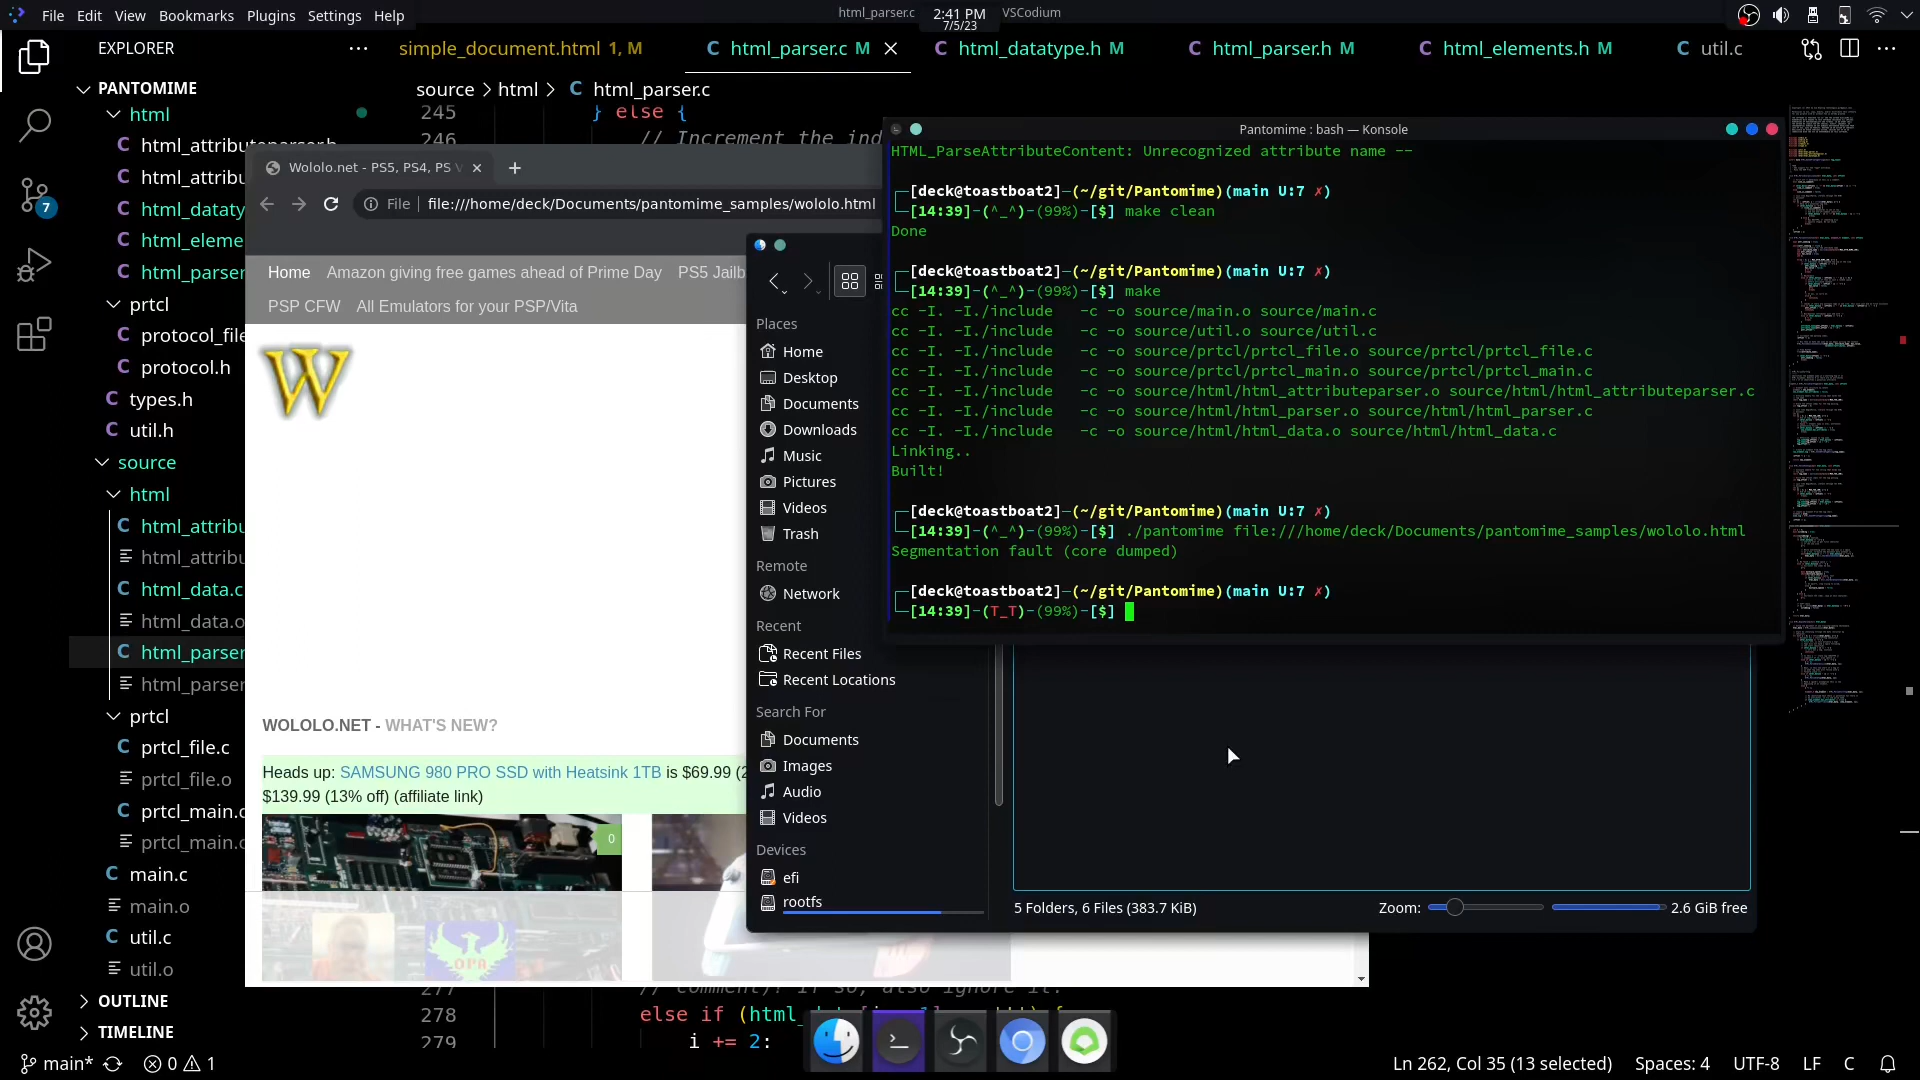 File Edit View Bookmarks Plugins Settings Help
html_parser.c
2:41 PM
7/5/23
VSCodium
EXPLORER
simple_document.html 1, M
C html_parser.c M
C html_datatype.h M
C html_parser.h M
C html_elements.h M
C util.c
PANTOMIME
source > html > C html_parser.c
html
C html_attributeparser.h
C html_attribu
C html_dataty
C html_eleme
C html_parser
prtcl
C protocol_file
C protocol.h
C types.h
C util.h
source
html
C html_attribu
html_attribu
C html_data.c
html_data.o
C html_parser
html_parser
prtcl
C prtcl_file.c
prtcl_file.o
C prtcl_main.c
prtcl_main.o
C main.c
main.o
C util.c
util.o
OUTLINE
TIMELINE
7
245 } else {
246 // Increment the ind
277
278 else if (html_
279 i += 2;
Wololo.net - PS5, PS4, PS V
File file:///home/deck/Documents/pantomime_samples/wololo.html
Home Amazon giving free games ahead of Prime Day PS5 Jailb
PSP CFW All Emulators for your PSP/Vita
W
WOLOLO.NET - WHAT'S NEW?
Heads up: SAMSUNG 980 PRO SSD with Heatsink 1TB is $69.99 (2
$139.99 (13% off) (affiliate link)
0
Places
Home
Desktop
Documents
Downloads
Music
Pictures
Videos
Trash
Remote
Network
Recent
Recent Files
Recent Locations
Search For
Documents
Images
Audio
Videos
Devices
efi
rootfs
5 Folders, 6 Files (383.7 KiB)
Zoom:
2.6 GiB free
Pantomime : bash — Konsole
HTML_ParseAttributeContent: Unrecognized attribute name --
[deck@toastboat2]-(~/git/Pantomime)(main U:7 ✗)
[14:39]-(^_^)-(99%)-[$] make clean
Done
[deck@toastboat2]-(~/git/Pantomime)(main U:7 ✗)
[14:39]-(^_^)-(99%)-[$] make
cc -I. -I./include -c -o source/main.o source/main.c
cc -I. -I./include -c -o source/util.o source/util.c
cc -I. -I./include -c -o source/prtcl/prtcl_file.o source/prtcl/prtcl_file.c
cc -I. -I./include -c -o source/prtcl/prtcl_main.o source/prtcl/prtcl_main.c
cc -I. -I./include -c -o source/html/html_attributeparser.o source/html/html_attributeparser.c
cc -I. -I./include -c -o source/html/html_parser.o source/html/html_parser.c
cc -I. -I./include -c -o source/html/html_data.o source/html/html_data.c
Linking..
Built!
[deck@toastboat2]-(~/git/Pantomime)(main U:7 ✗)
[14:39]-(^_^)-(99%)-[$] ./pantomime file:///home/deck/Documents/pantomime_samples/wololo.html
Segmentation fault (core dumped)
[deck@toastboat2]-(~/git/Pantomime)(main U:7 ✗)
[14:39]-(T_T)-(99%)-[$]
main* 0 1
Ln 262, Col 35 (13 selected) Spaces: 4 UTF-8 LF C